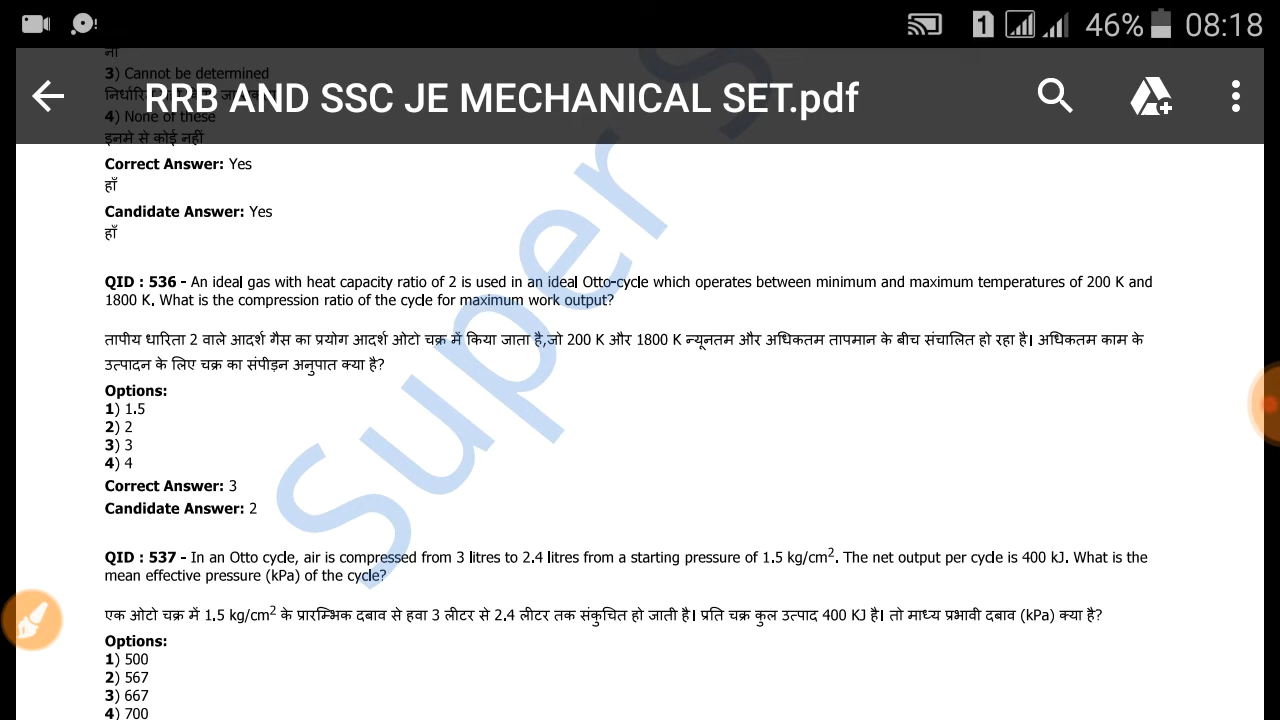 1 46% 08:18
ना
3) Cannot be determined
RRB AND SSC JE MECHANICAL SET.pdf
4) None of these
इनमे से कोई नहीं
Correct Answer: Yes
हाँ
Candidate Answer: Yes
हाँ
QID : 536 - An ideal gas with heat capacity ratio of 2 is used in an ideal Otto-cycle which operates between minimum and maximum temperatures of 200 K and
1800 K. What is the compression ratio of the cycle for maximum work output?
तापीय धारिता 2 वाले आदर्श गैस का प्रयोग आदर्श ओटो चक्र में किया जाता है,जो 200 K और 1800 K न्यूनतम और अधिकतम तापमान के बीच संचालित हो रहा है। अधिकतम काम के
उत्पादन के लिए चक्र का संपीड़न अनुपात क्या है?
Options:
1) 1.5
2) 2
3) 3
4) 4
Correct Answer: 3
Candidate Answer: 2
QID : 537 - In an Otto cycle, air is compressed from 3 litres to 2.4 litres from a starting pressure of 1.5 kg/cm2. The net output per cycle is 400 kJ. What is the
mean effective pressure (kPa) of the cycle?
एक ओटो चक्र में 1.5 kg/cm2 के प्रारम्भिक दबाव से हवा 3 लीटर से 2.4 लीटर तक संकुचित हो जाती है। प्रति चक्र कुल उत्पाद 400 KJ है। तो माध्य प्रभावी दबाव (kPa) क्या है?
Options:
1) 500
2) 567
3) 667
4) 700
Super S